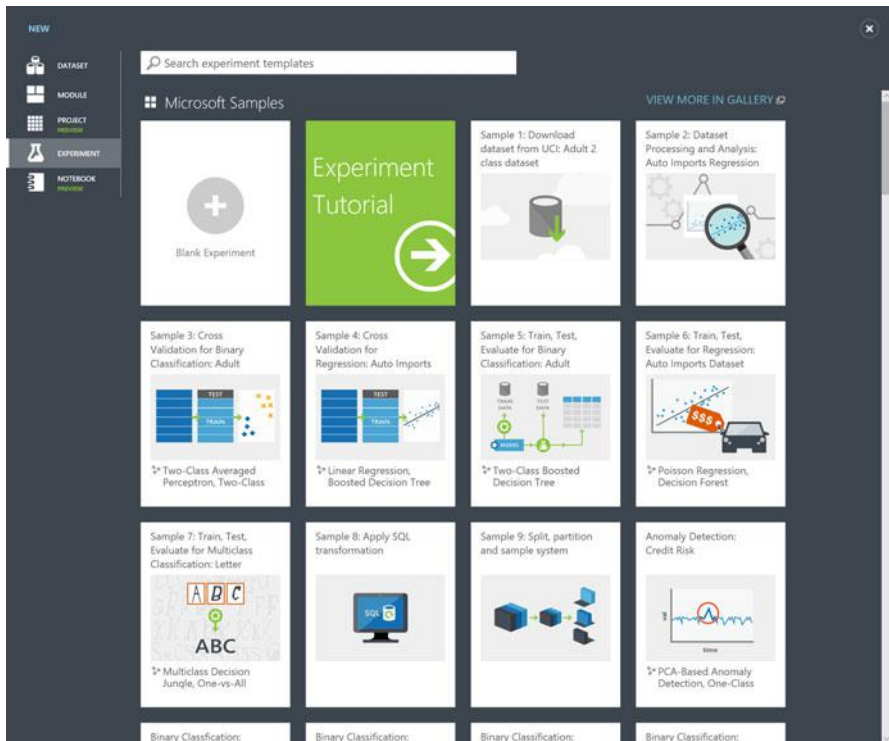 NEW
DATASET
MODULE
PROJECT
PREVIEW
EXPERIMENT
NOTEBOOK
PREVIEW
Search experiment templates
Microsoft Samples
VIEW MORE IN GALLERY
Blank Experiment
Experiment
Tutorial
Sample 1: Download
dataset from UCI: Adult 2
class dataset
Sample 2: Dataset
Processing and Analysis:
Auto Imports Regression
Sample 3: Cross
Validation for Binary
Classification: Adult
TEST
TRAIN
Two-Class Averaged
Perceptron, Two-Class
Sample 4: Cross
Validation for
Regression: Auto Imports
TEST
TRAIN
Linear Regression,
Boosted Decision Tree
Sample 5: Train, Test,
Evaluate for Binary
Classification: Adult
TRAIN
DATA
TEST
DATA
MODEL
Two-Class Boosted
Decision Tree
Sample 6: Train, Test,
Evaluate for Regression:
Auto Imports Dataset
$$$
Poisson Regression,
Decision Forest
Sample 7: Train, Test,
Evaluate for Multiclass
Classification: Letter
A B C
ABC
Multiclass Decision
Jungle, One-vs-All
Sample 8: Apply SQL
transformation
SQL
Sample 9: Split, partition
and sample system
Anomaly Detection:
Credit Risk
val
time
PCA-Based Anomaly
Detection, One-Class
Binary Classfication:
Binary Classification:
Binary Classification:
Binary Classification: